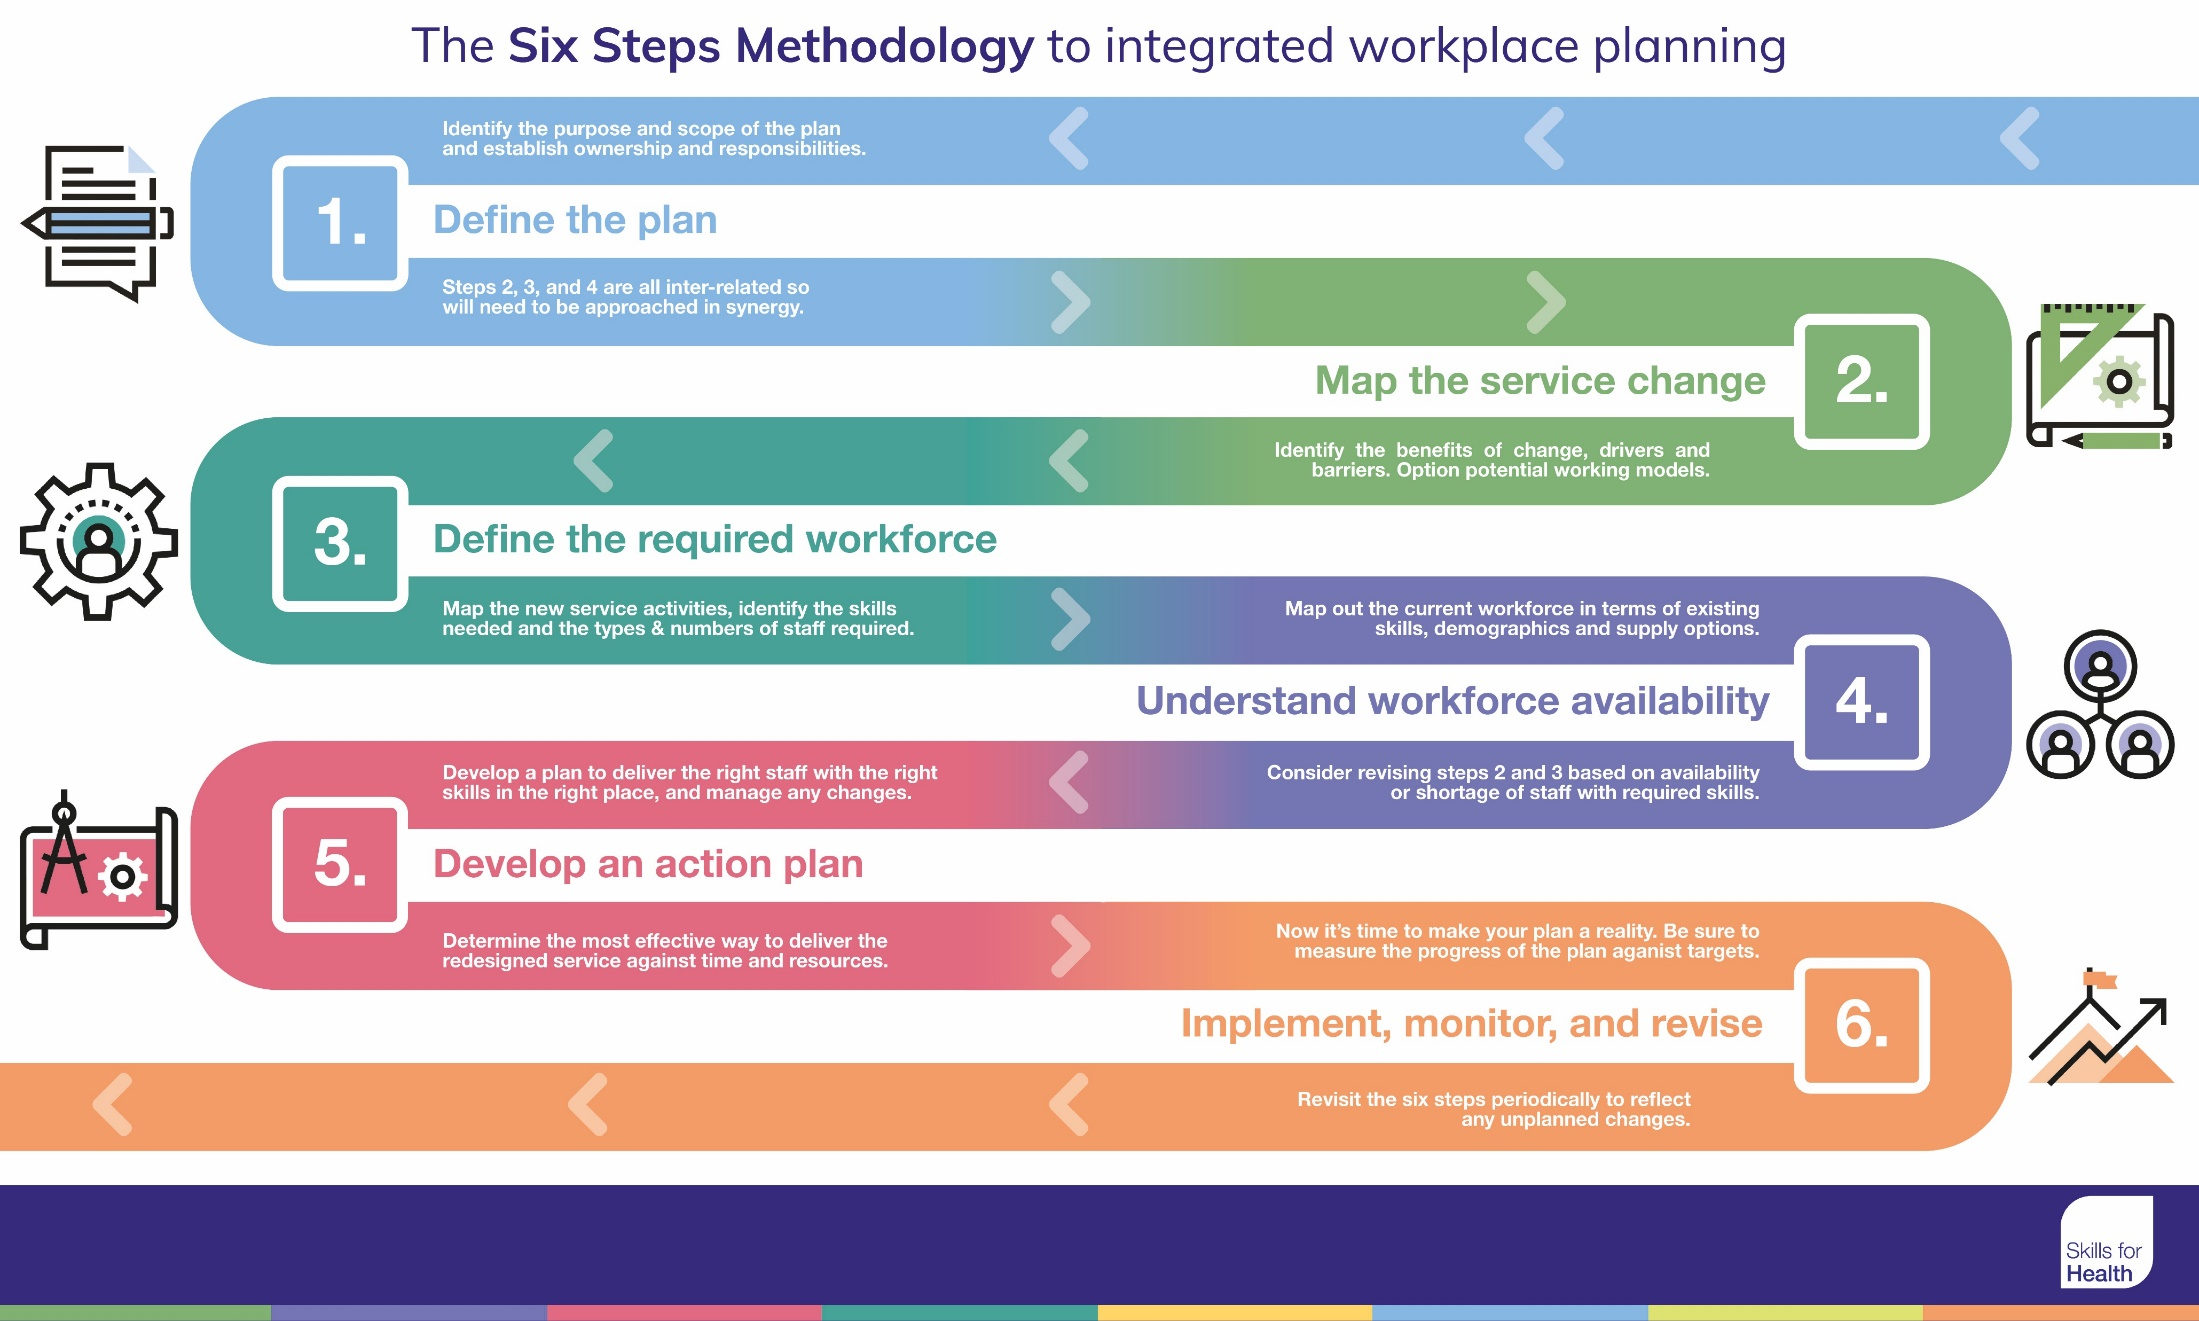 The Six Steps Methodology to integrated workplace planning
Identify the purpose and scope of the plan
and establish ownership and responsibilities.
1.
Define the plan
Steps 2, 3, and 4 are all inter-related so
will need to be approached in synergy.
Map the service change
2.
Identify the benefits of change, drivers and
barriers. Option potential working models.
3.
Define the required workforce
Map the new service activities, identify the skills
needed and the types & numbers of staff required.
Map out the current workforce in terms of existing
skills, demographics and supply options.
Understand workforce availability
4.
Consider revising steps 2 and 3 based on availability
or shortage of staff with required skills.
Develop a plan to deliver the right staff with the right
skills in the right place, and manage any changes.
5.
Develop an action plan
Determine the most effective way to deliver the
redesigned service against time and resources.
Now it's time to make your plan a reality. Be sure to
measure the progress of the plan aganist targets.
Implement, monitor, and revise
6.
Revisit the six steps periodically to reflect
any unplanned changes.
Skills for
Health